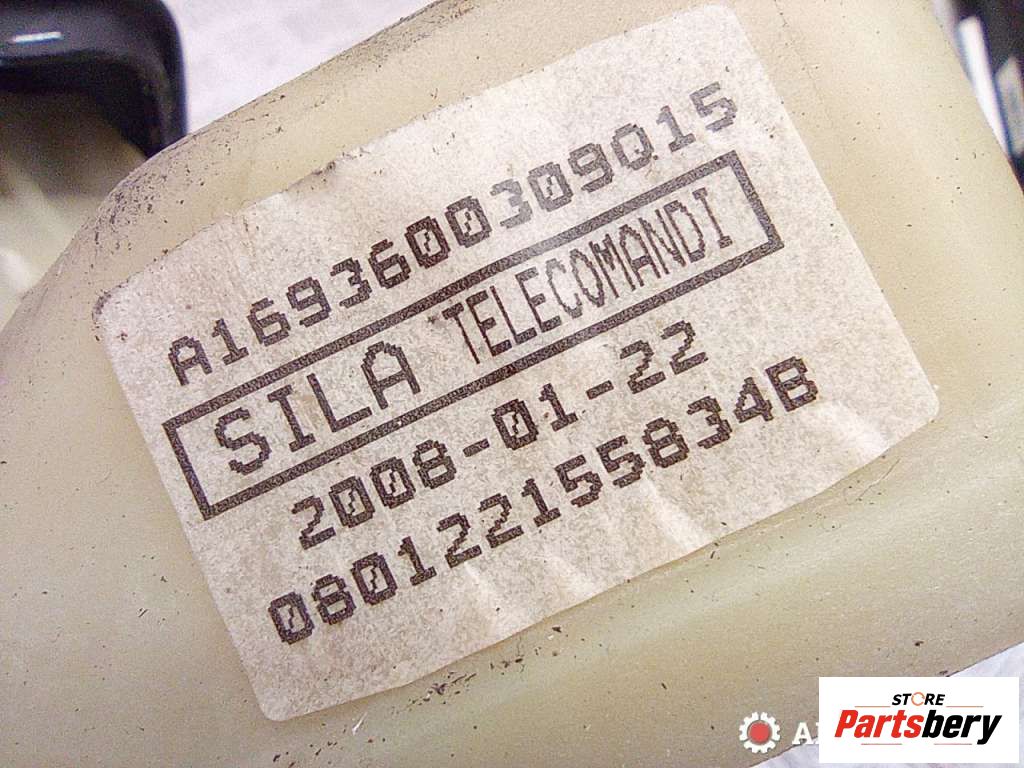 A1693600309015
SILA TELECOMANDI
2008-01-22
080122155834B
STORE
Partsbery